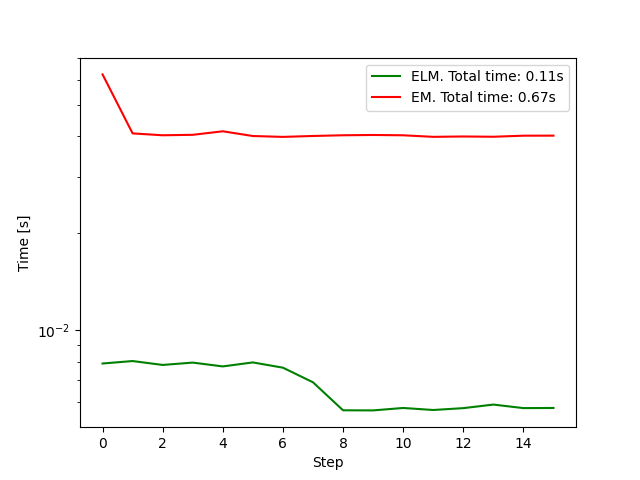 ELM. Total time: 0.11s
EM. Total time: 0.67s
Time [s]
10⁻²
0 2 4 6 8 10 12 14
Step